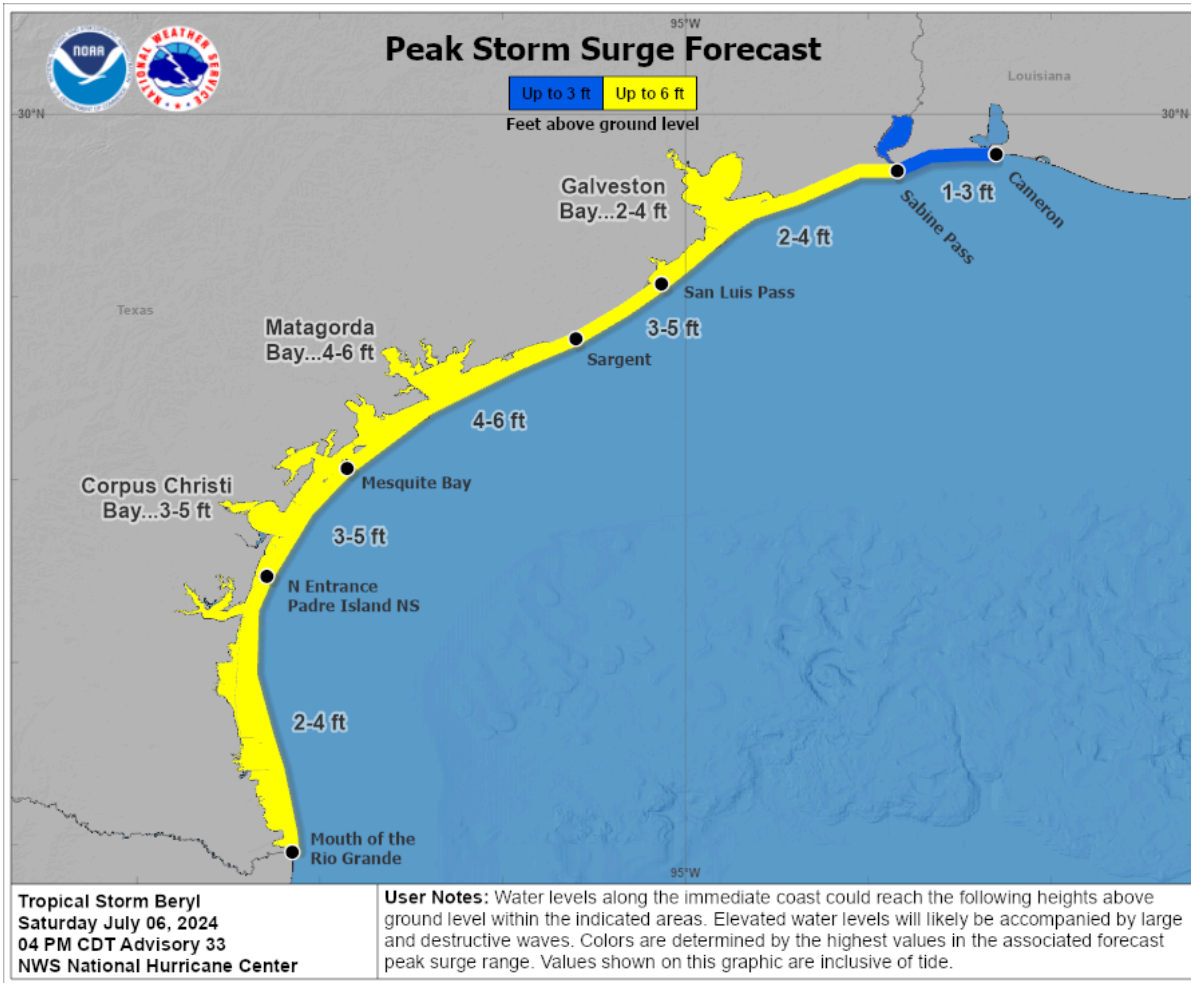 95°W
Peak Storm Surge Forecast
NOAA
NATIONAL WEATHER SERVICE
Up to 3 ft Up to 6 ft
Feet above ground level
Louisiana
30°N
30°N
Galveston
Bay...2-4 ft
1-3 ft
Cameron
Sabine Pass
2-4 ft
San Luis Pass
Texas
3-5 ft
Matagorda
Bay...4-6 ft
Sargent
4-6 ft
Mesquite Bay
Corpus Christi
Bay...3-5 ft
3-5 ft
N Entrance
Padre Island NS
2-4 ft
Mouth of the
Rio Grande
95°W
Tropical Storm Beryl
Saturday July 06, 2024
04 PM CDT Advisory 33
NWS National Hurricane Center
User Notes: Water levels along the immediate coast could reach the following heights above
ground level within the indicated areas. Elevated water levels will likely be accompanied by large
and destructive waves. Colors are determined by the highest values in the associated forecast
peak surge range. Values shown on this graphic are inclusive of tide.